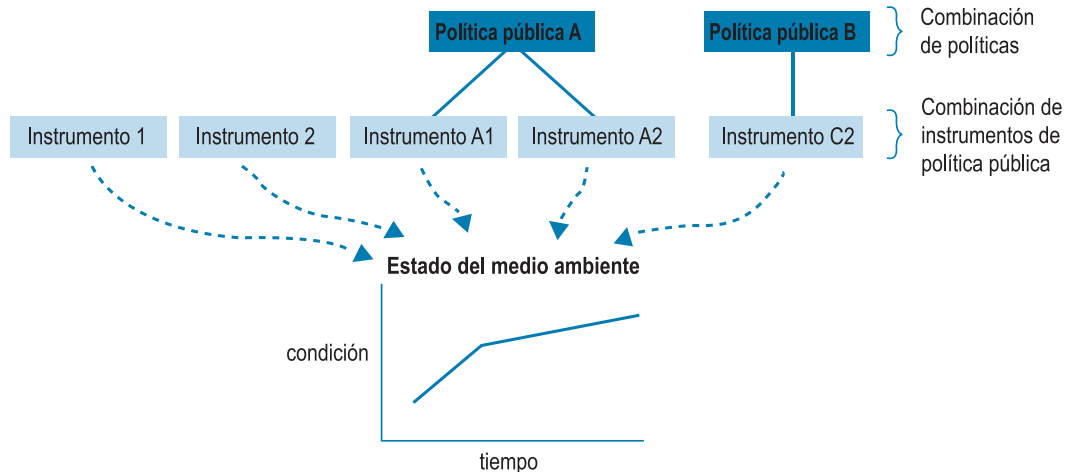 Política pública A
Política pública B
Combinación
de políticas
Instrumento 1
Instrumento 2
Instrumento A1
Instrumento A2
Instrumento C2
Combinación de
instrumentos de
política pública
Estado del medio ambiente
condición
tiempo